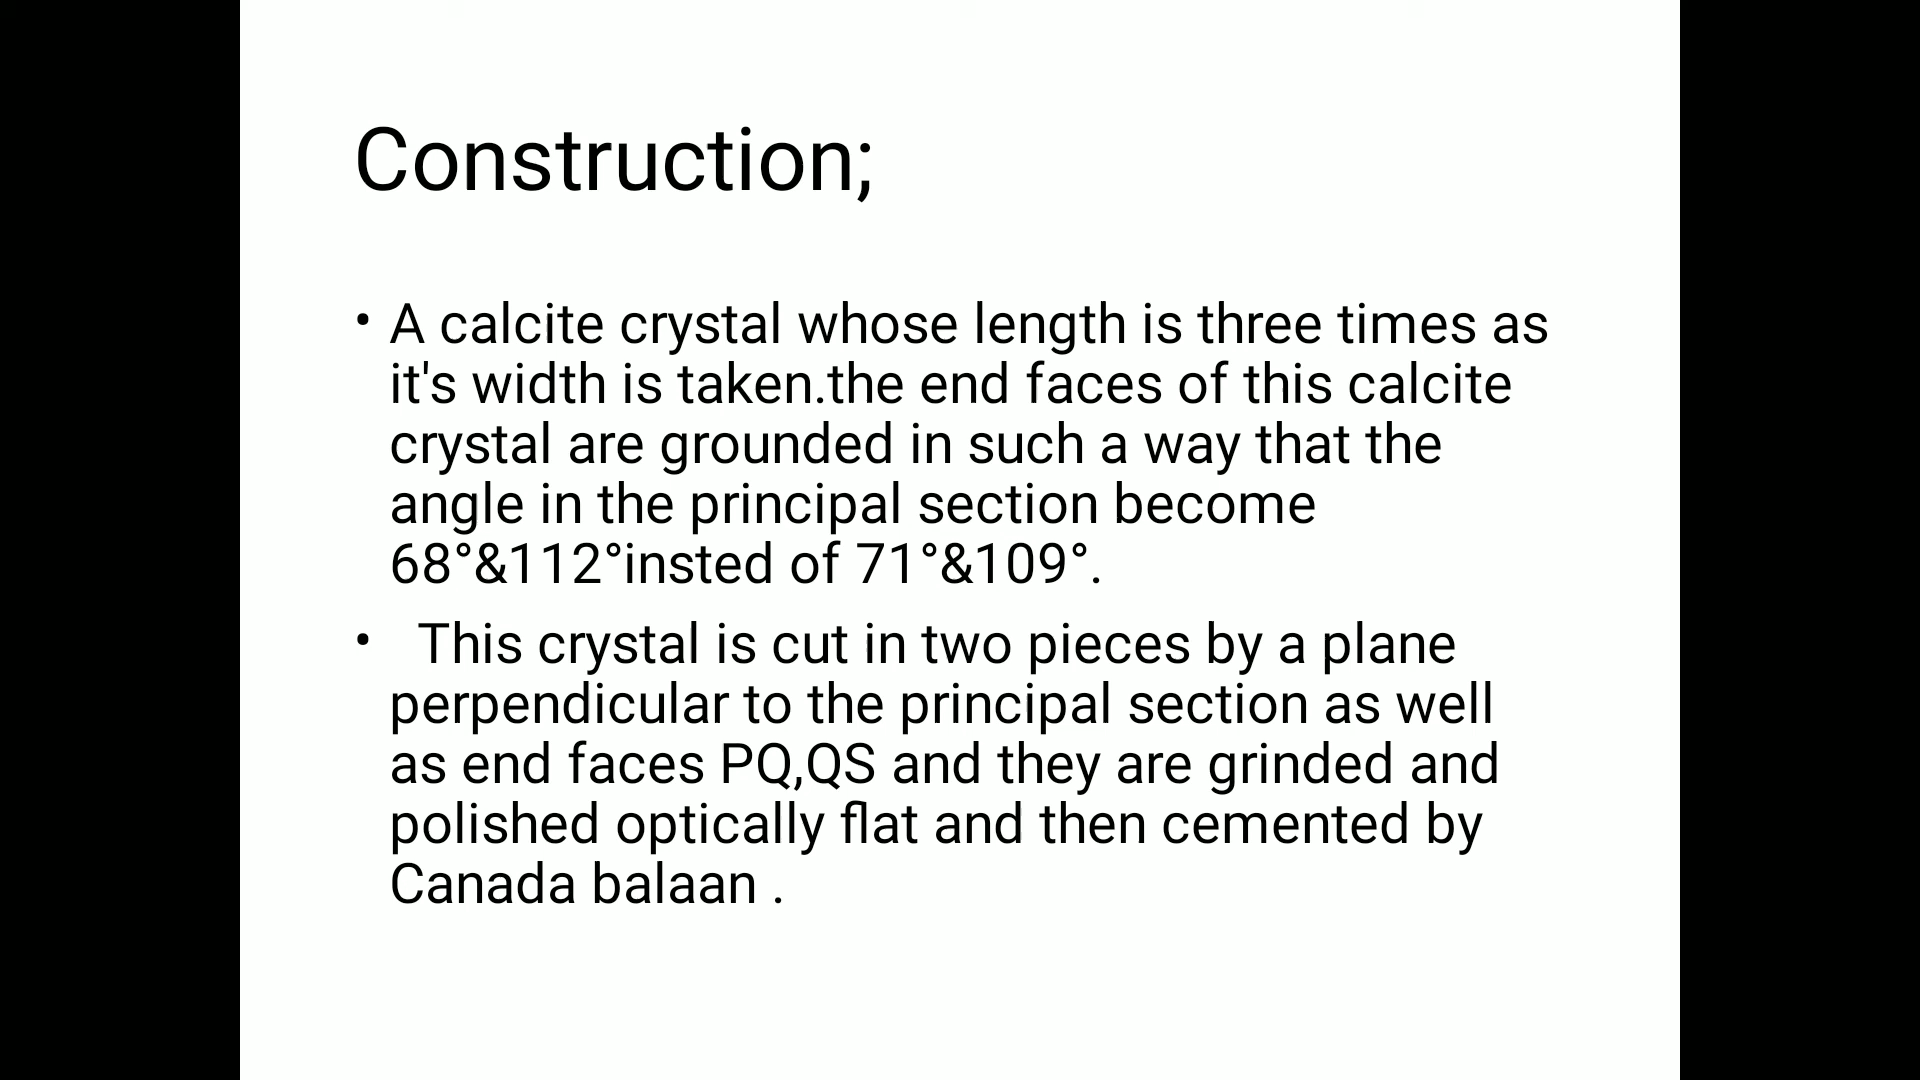 Construction;
• A calcite crystal whose length is three times as
it's width is taken.the end faces of this calcite
crystal are grounded in such a way that the
angle in the principal section become
68°&112°insted of 71°&109°.
• This crystal is cut in two pieces by a plane
perpendicular to the principal section as well
as end faces PQ,QS and they are grinded and
polished optically flat and then cemented by
Canada balaan .